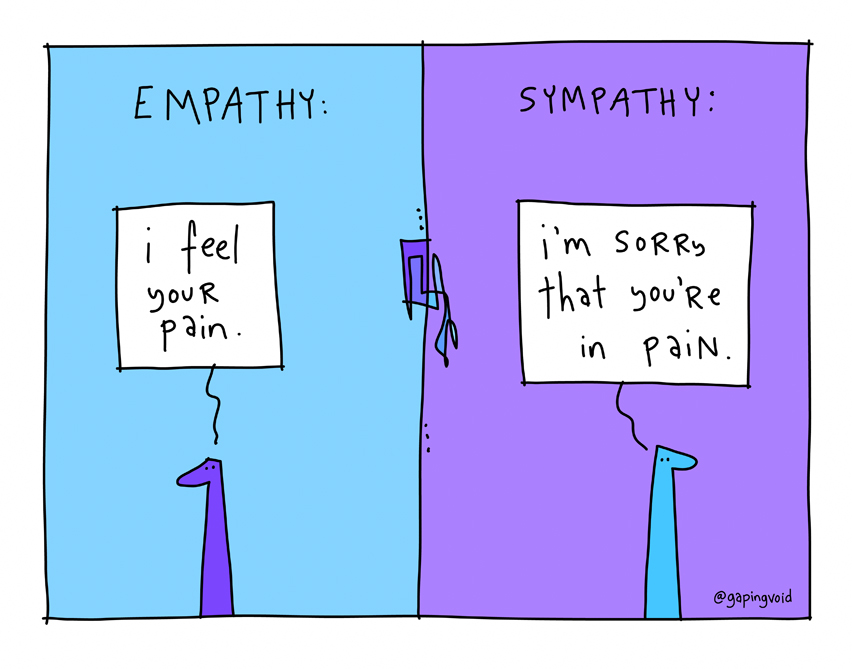 EMPATHY:
i feel
youR
pain.
SYMPATHY:
i'm SORRy
that you're
in paiN.
@gapingvoid